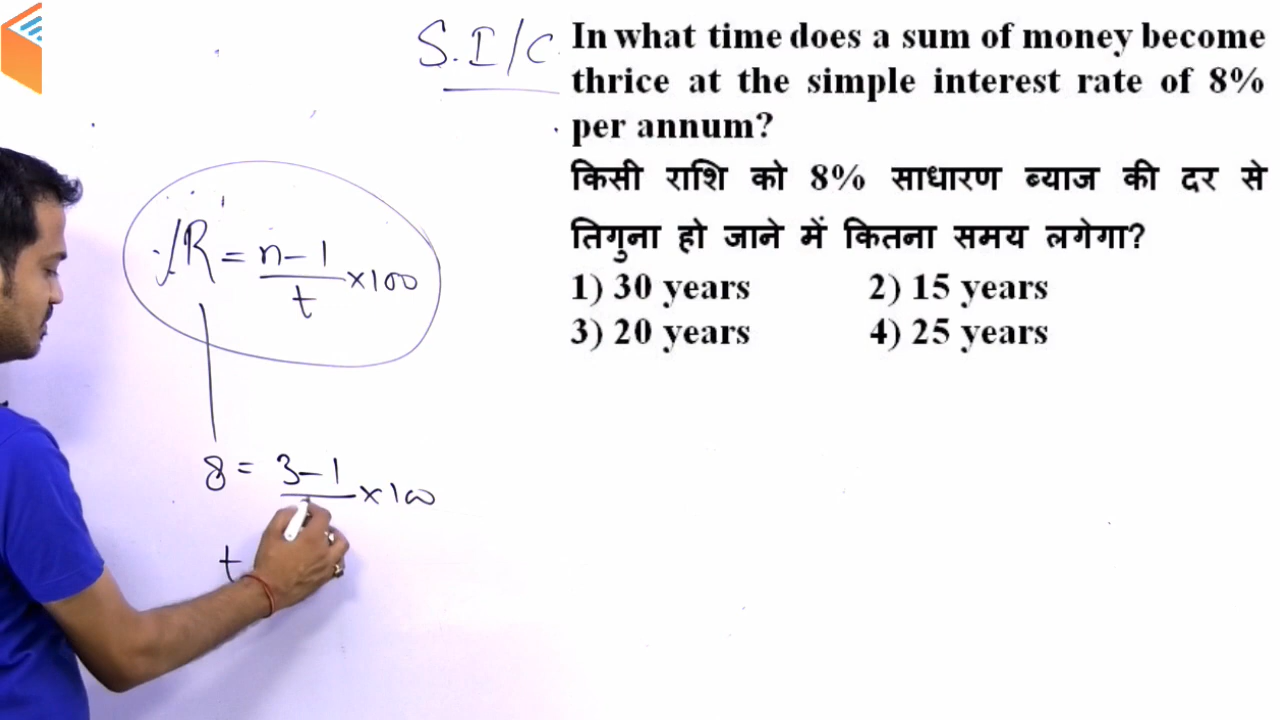 S.I/C
In what time does a sum of money become
thrice at the simple interest rate of 8%
per annum?
किसी राशि को 8% साधारण ब्याज की दर से
तिगुना हो जाने में कितना समय लगेगा?
1) 30 years 2) 15 years
3) 20 years 4) 25 years
%R = n-1/t ×100
8 = 3-1/ ×100
t